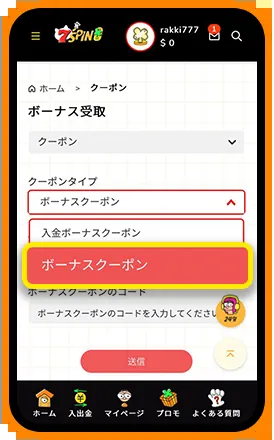 75PIN
rakki777
1
$ 0
ホーム > クーポン
ボーナス受取
クーポン
クーポンタイプ
ボーナスクーポン
入金ボーナスクーポン
ボーナスクーポン
ボーナスクーポンのコード
ボーナスクーポンのコードを入力してください
24/7
送信
ホーム 入出金 マイページ プロモ よくある質問